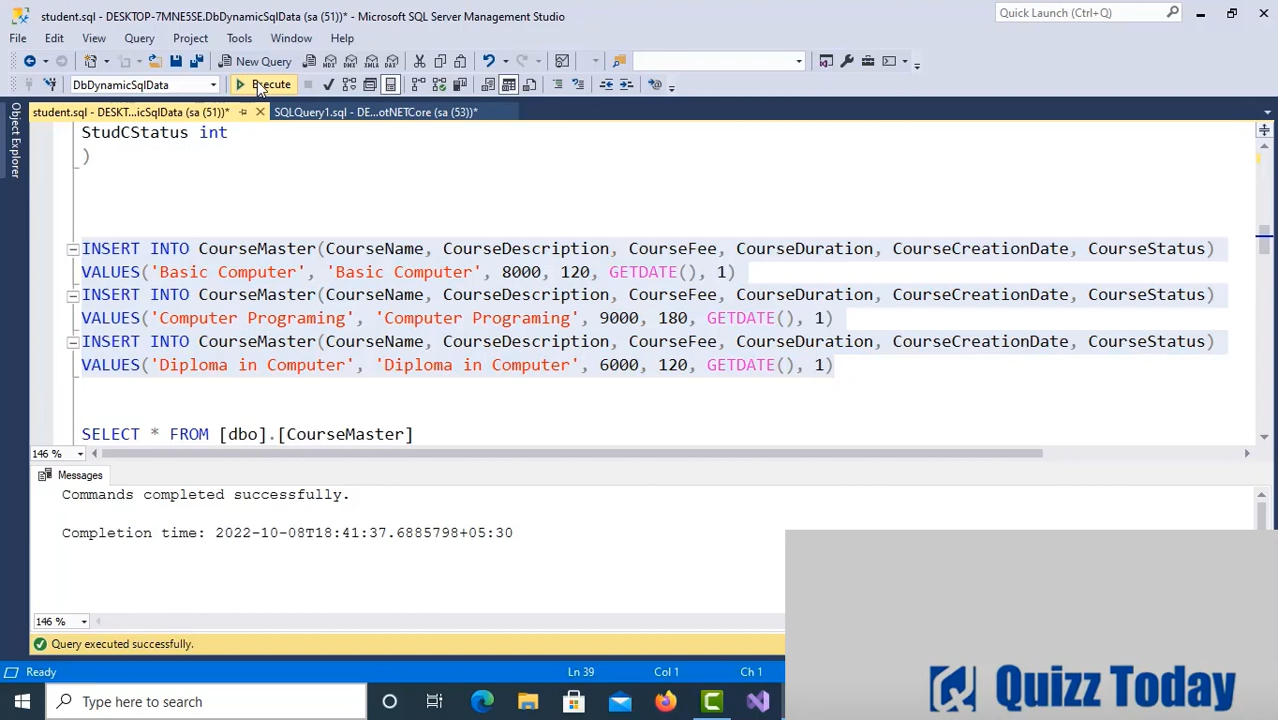 student.sql - DESKTOP-7MNE5SE.DbDynamicSqlData (sa (51))* - Microsoft SQL Server Management Studio
Quick Launch (Ctrl+Q)
File Edit View Query Project Tools Window Help
New Query
DbDynamicSqlData
Execute
student.sql - DESKT...icSqlData (sa (51))*
SQLQuery1.sql - DE...otNETCore (sa (53))*
Object Explorer
StudCStatus int
)
INSERT INTO CourseMaster(CourseName, CourseDescription, CourseFee, CourseDuration, CourseCreationDate, CourseStatus)
VALUES('Basic Computer', 'Basic Computer', 8000, 120, GETDATE(), 1)
INSERT INTO CourseMaster(CourseName, CourseDescription, CourseFee, CourseDuration, CourseCreationDate, CourseStatus)
VALUES('Computer Programing', 'Computer Programing', 9000, 180, GETDATE(), 1)
INSERT INTO CourseMaster(CourseName, CourseDescription, CourseFee, CourseDuration, CourseCreationDate, CourseStatus)
VALUES('Diploma in Computer', 'Diploma in Computer', 6000, 120, GETDATE(), 1)
SELECT * FROM [dbo].[CourseMaster]
146 %
Messages
Commands completed successfully.
Completion time: 2022-10-08T18:41:37.6885798+05:30
146 %
Query executed successfully.
Ready
Ln 39
Col 1
Ch 1
Type here to search
Quizz Today